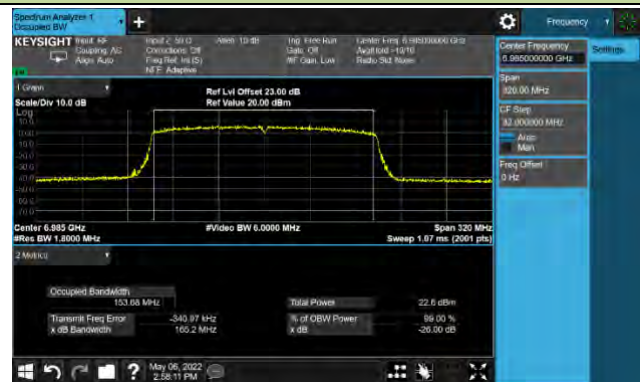 Spectrum Analyzer 1
Occupied BW
+
Frequency
KEYSIGHT Input: RF
Coupling: AC
Align: Auto
Input Z: 50 Ω
Corrections: Off
Freq Ref: Int (S)
NFE: Adaptive
Atten: 10 dB
Trig: Free Run
Gate: Off
#IF Gain: Low
Center Freq: 6.985000000 GHz
Avg|Hold: >10/10
Radio Std: None
Center Frequency
6.985000000 GHz
Settings
Span
320.00 MHz
CF Step
32.000000 MHz
Auto
Man
Freq Offset
0 Hz
1 Graph
Scale/Div 10.0 dB
Ref Lvl Offset 23.00 dB
Ref Value 20.00 dBm
Log
Center 6.985 GHz
#Res BW 1.8000 MHz
#Video BW 6.0000 MHz
Span 320 MHz
Sweep 1.07 ms (2001 pts)
2 Metrics
Occupied Bandwidth
153.68 MHz
Total Power 22.6 dBm
Transmit Freq Error -340.97 kHz
% of OBW Power 99.00 %
x dB Bandwidth 165.2 MHz
x dB -26.00 dB
?
May 06, 2022
2:58:11 PM